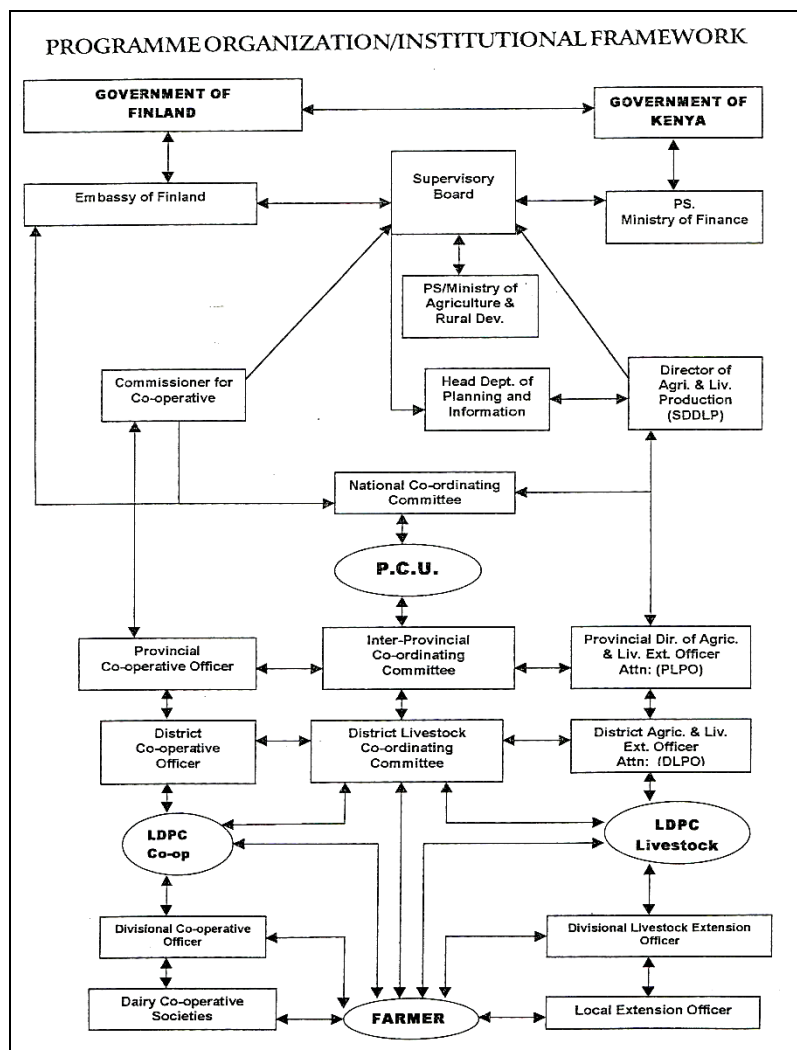 PROGRAMME ORGANIZATION/INSTITUTIONAL FRAMEWORK
GOVERNMENT OF
FINLAND
GOVERNMENT OF
KENYA
Embassy of Finland
Supervisory
Board
PS.
Ministry of Finance
PS/Ministry of
Agriculture &
Rural Dev.
Commissioner for
Co-operative
Head Dept. of
Planning and
Information
Director of
Agri. & Liv.
Production
(SDDLP)
National Co-ordinating
Committee
P.C.U.
Provincial
Co-operative Officer
Inter-Provincial
Co-ordinating
Committee
Provincial Dir. of Agric.
& Liv. Ext. Officer
Attn: (PLPO)
District
Co-operative
Officer
District Livestock
Co-ordinating
Committee
District Agric. & Liv.
Ext. Officer
Attn: (DLPO)
LDPC
Co-op
LDPC
Livestock
Divisional Co-operative
Officer
Divisional Livestock Extension
Officer
Dairy Co-operative
Societies
FARMER
Local Extension Officer